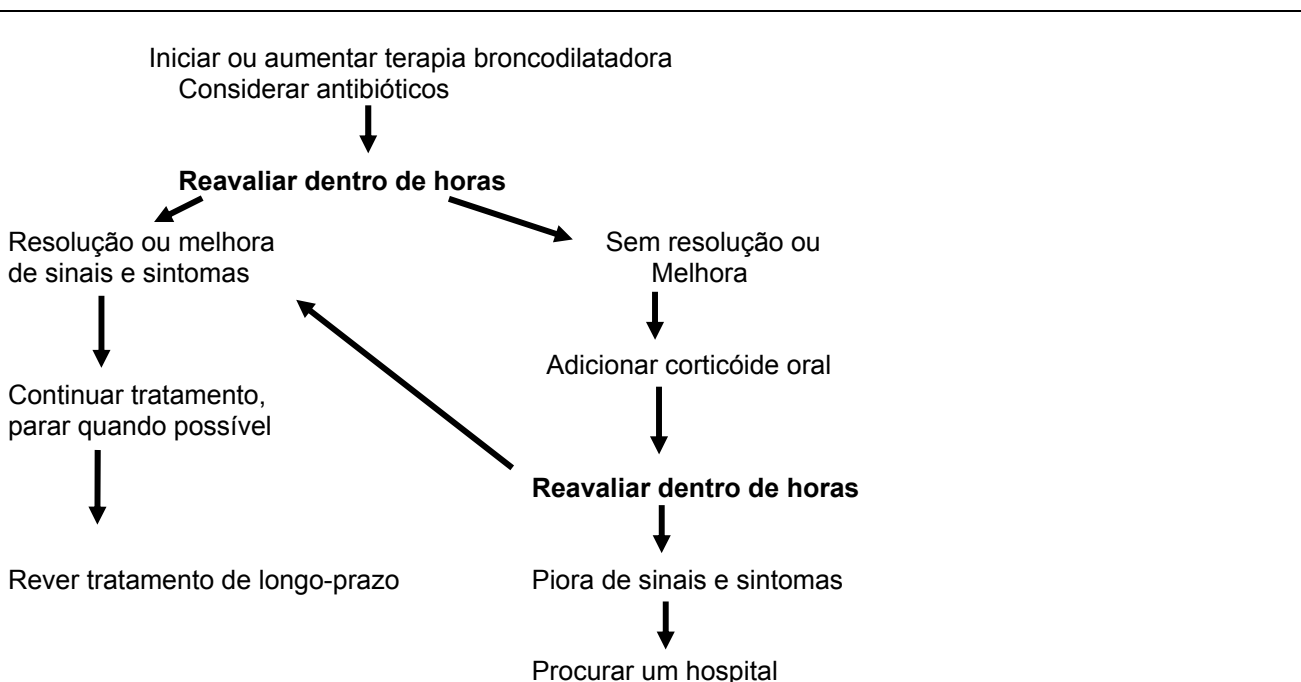 Iniciar ou aumentar terapia broncodilatadora
Considerar antibióticos
Reavaliar dentro de horas
Resolução ou melhora
de sinais e sintomas
Sem resolução ou
Melhora
Adicionar corticóide oral
Continuar tratamento,
parar quando possível
Reavaliar dentro de horas
Rever tratamento de longo-prazo
Piora de sinais e sintomas
Procurar um hospital